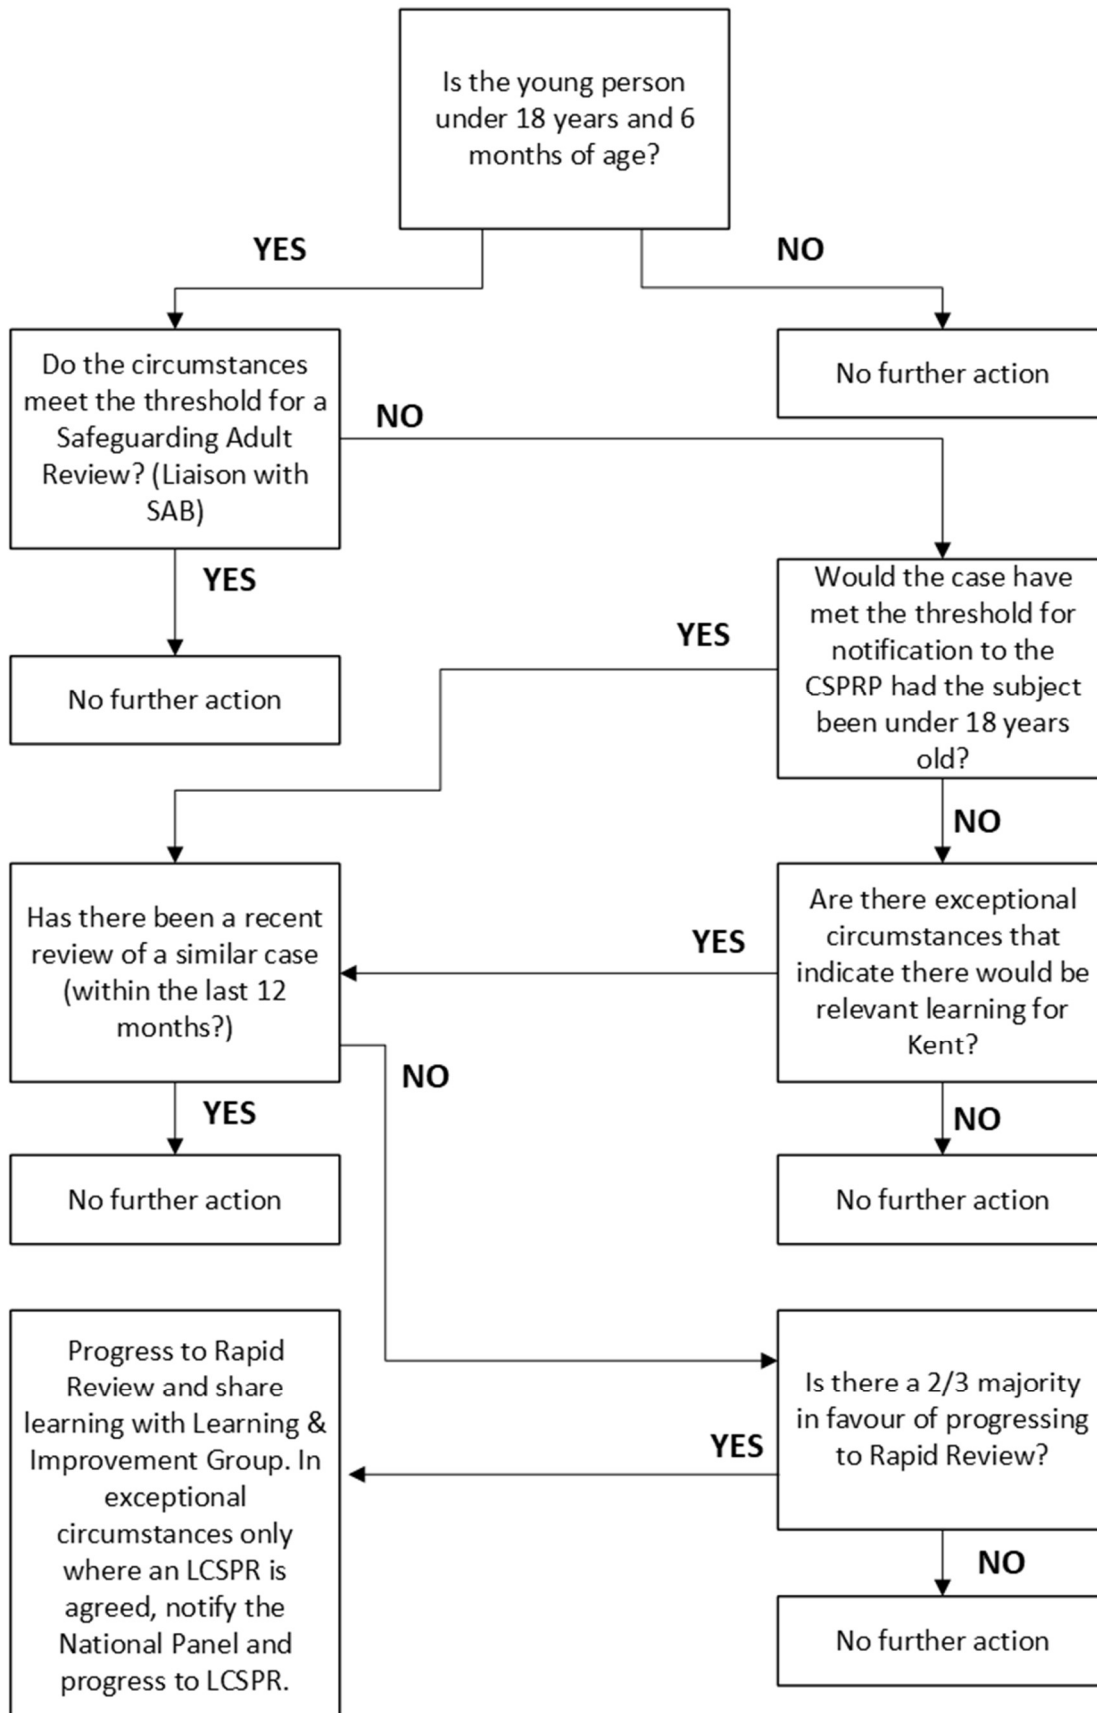 Is the young person
under 18 years and 6
months of age?
YES
NO
Do the circumstances
meet the threshold for a
Safeguarding Adult
Review? (Liaison with
SAB)
No further action
NO
YES
No further action
Would the case have
met the threshold for
notification to the
CSPRP had the subject
been under 18 years
old?
YES
NO
Has there been a recent
review of a similar case
(within the last 12
months?)
YES
Are there exceptional
circumstances that
indicate there would be
relevant learning for
Kent?
NO
YES
NO
No further action
No further action
Progress to Rapid
Review and share
learning with Learning &
Improvement Group. In
exceptional
circumstances only
where an LCSPR is
agreed, notify the
National Panel and
progress to LCSPR.
YES
Is there a 2/3 majority
in favour of progressing
to Rapid Review?
NO
No further action